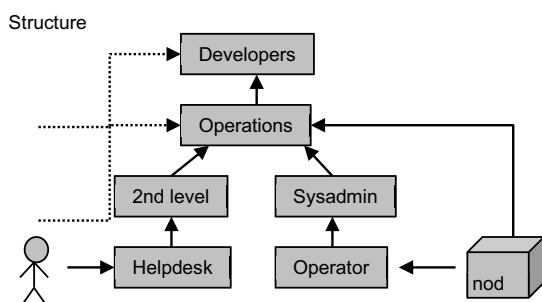 Structure
Developers
Operations
2nd level
Sysadmin
Helpdesk
Operator
nod